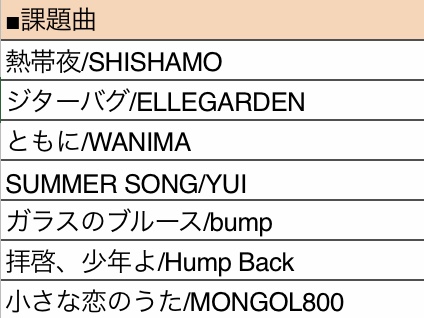 ■課題曲
熱帯夜/SHISHAMO
ジターバグ/ELLEGARDEN
ともに/WANIMA
SUMMER SONG/YUI
ガラスのブルース/bump
拝啓、少年よ/Hump Back
小さな恋のうた/MONGOL800